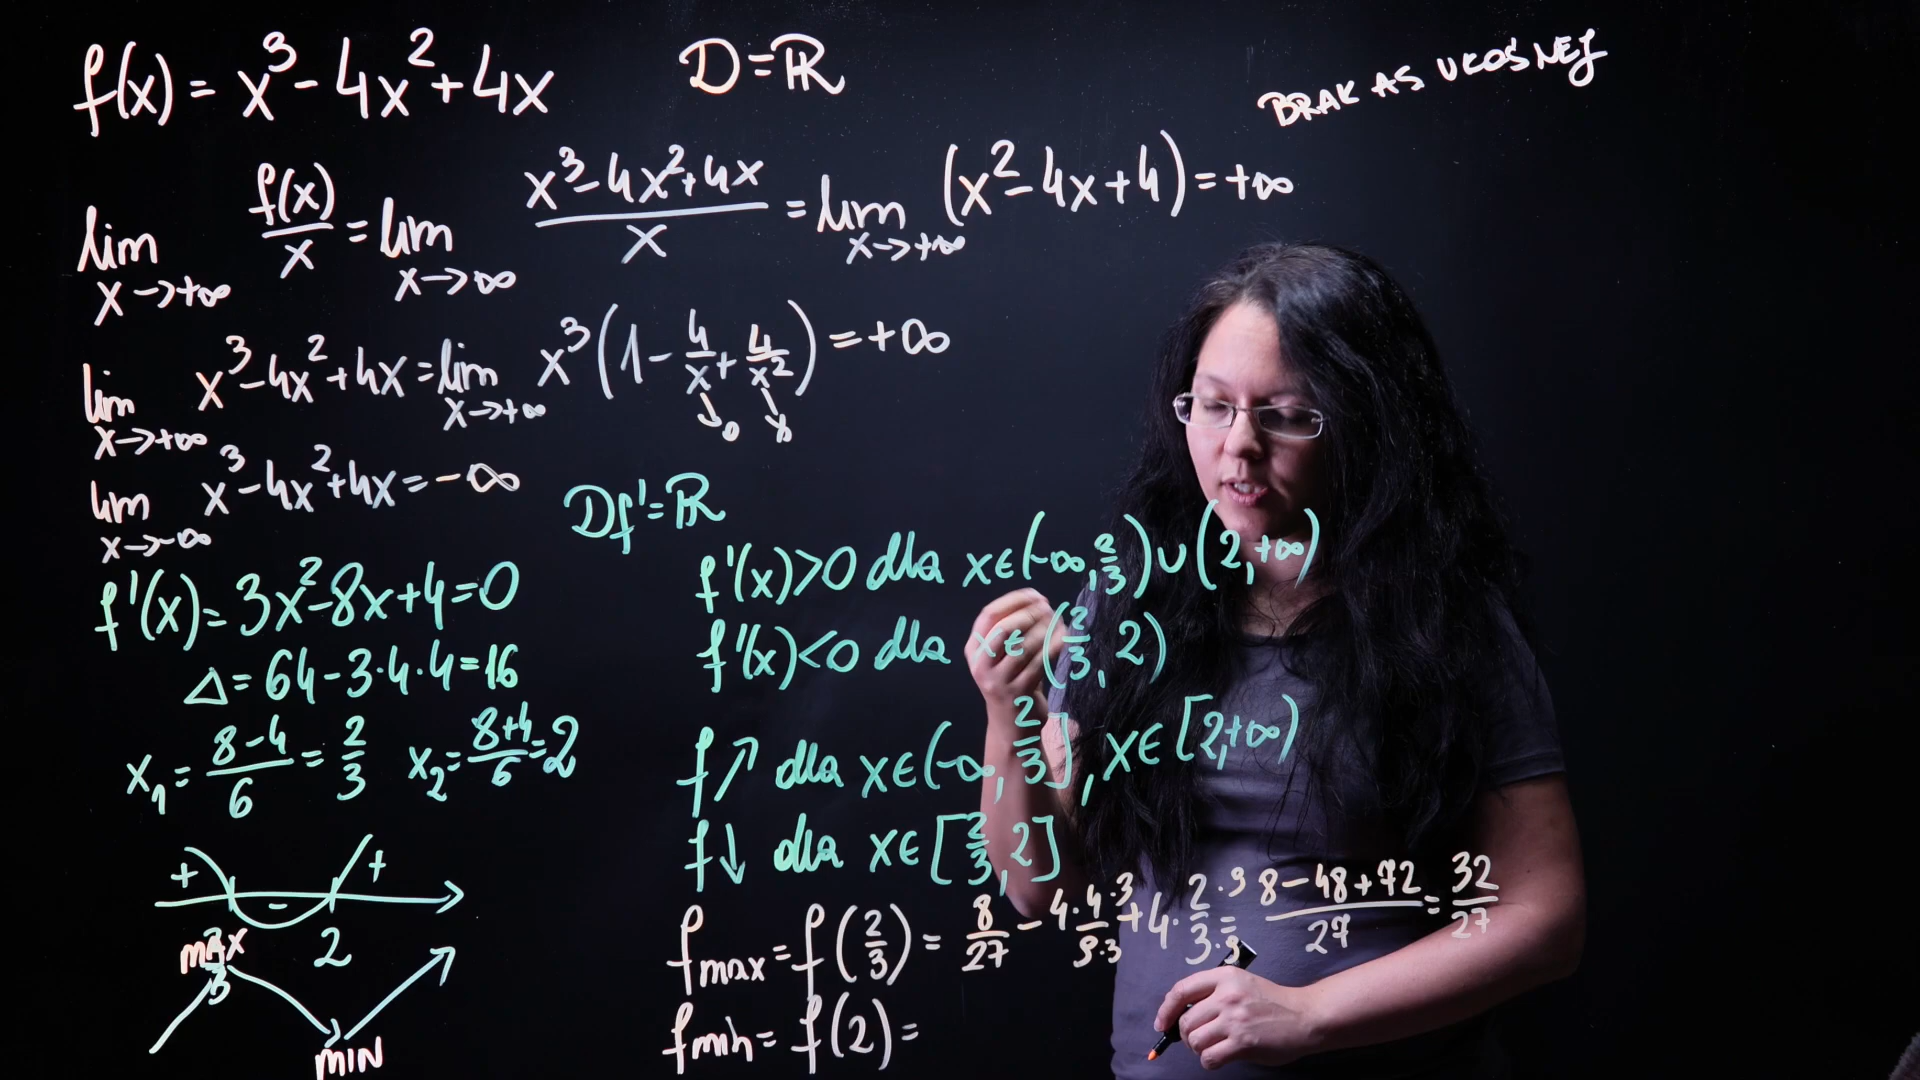 f(x) = x³ - 4x² + 4x D = ℝ
BRAK AS UKOŚNEJ
lim x→+∞ f(x)/x = lim x→∞ (x³ - 4x² + 4x)/x = lim x→+∞ (x² - 4x + 4) = +∞
lim x→+∞ x³ - 4x² + 4x = lim x→+∞ x³(1 - 4/x + 4/x²) = +∞
↓0 ↓0
lim x→-∞ x³ - 4x² + 4x = -∞
Df' = ℝ
f'(x) = 3x² - 8x + 4 = 0
Δ = 64 - 3·4·4 = 16
x₁ = (8-4)/6 = 2/3 x₂ = (8+4)/6 = 2
+ - +
2/3 2
MAX
MIN
f'(x) > 0 dla x∈(-∞, 2/3) ∪ (2, +∞)
f'(x) < 0 dla x∈(2/3, 2)
f↗ dla x∈(-∞, 2/3], x∈[2, +∞)
f↓ dla x∈[2/3, 2]
fmax = f(2/3) = 8/27 - 4·4·3/9·3 + 4·2·9/3·9 = (8 - 48 + 72)/27 = 32/27
fmin = f(2) =